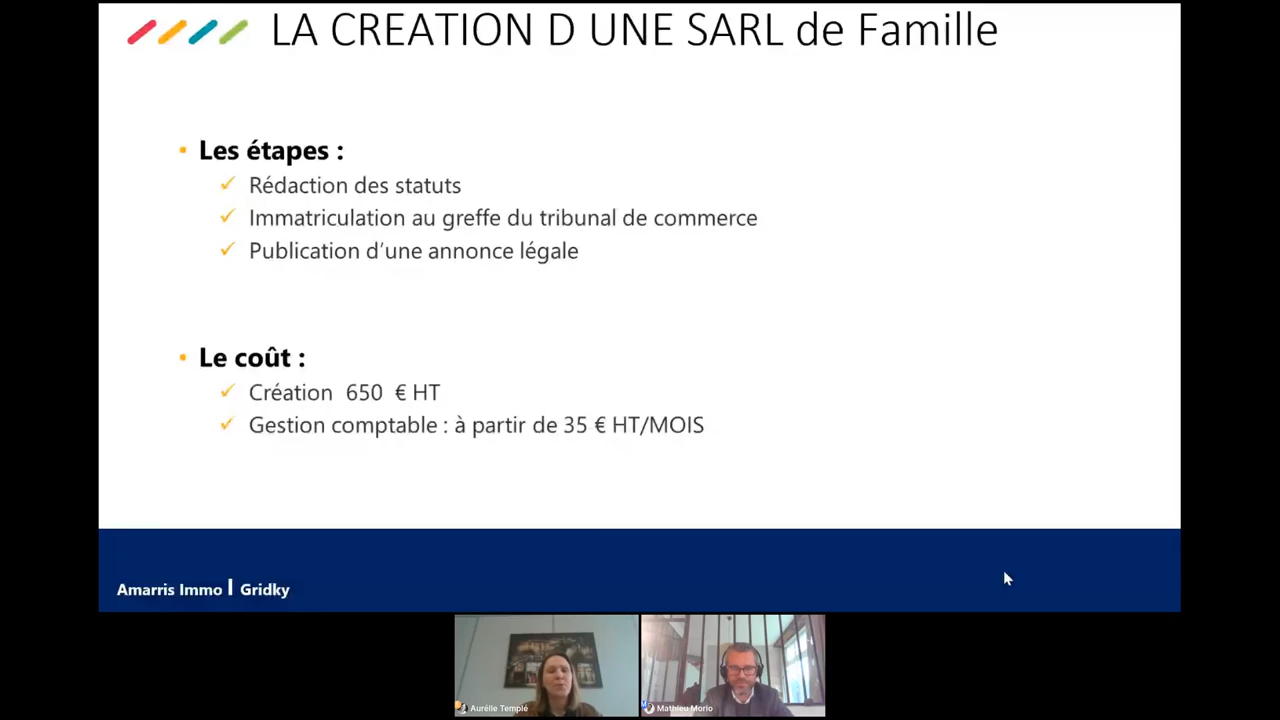 LA CREATION D UNE SARL de Famille
Les étapes :
Rédaction des statuts
Immatriculation au greffe du tribunal de commerce
Publication d’une annonce légale
Le coût :
Création 650 € HT
Gestion comptable : à partir de 35 € HT/MOIS
Amarris Immo | Gridky
Aurélie Templé
Mathieu Morio